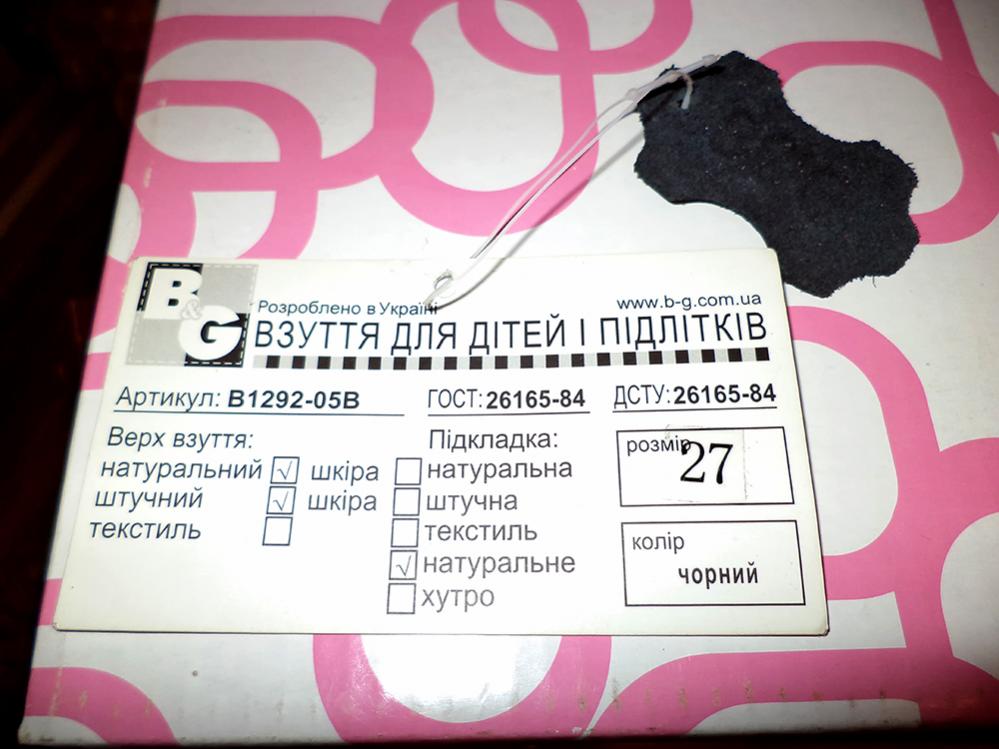 B&G
Розроблено в Україні
www.b-g.com.ua
ВЗУТТЯ ДЛЯ ДІТЕЙ І ПІДЛІТКІВ
Артикул: B1292-05B ГОСТ: 26165-84 ДСТУ: 26165-84
Верх взуття: Підкладка:
натуральний √ шкіра натуральна
штучний √ шкіра штучна
текстиль текстиль
√ натуральне
хутро
розмір 27
колір
чорний